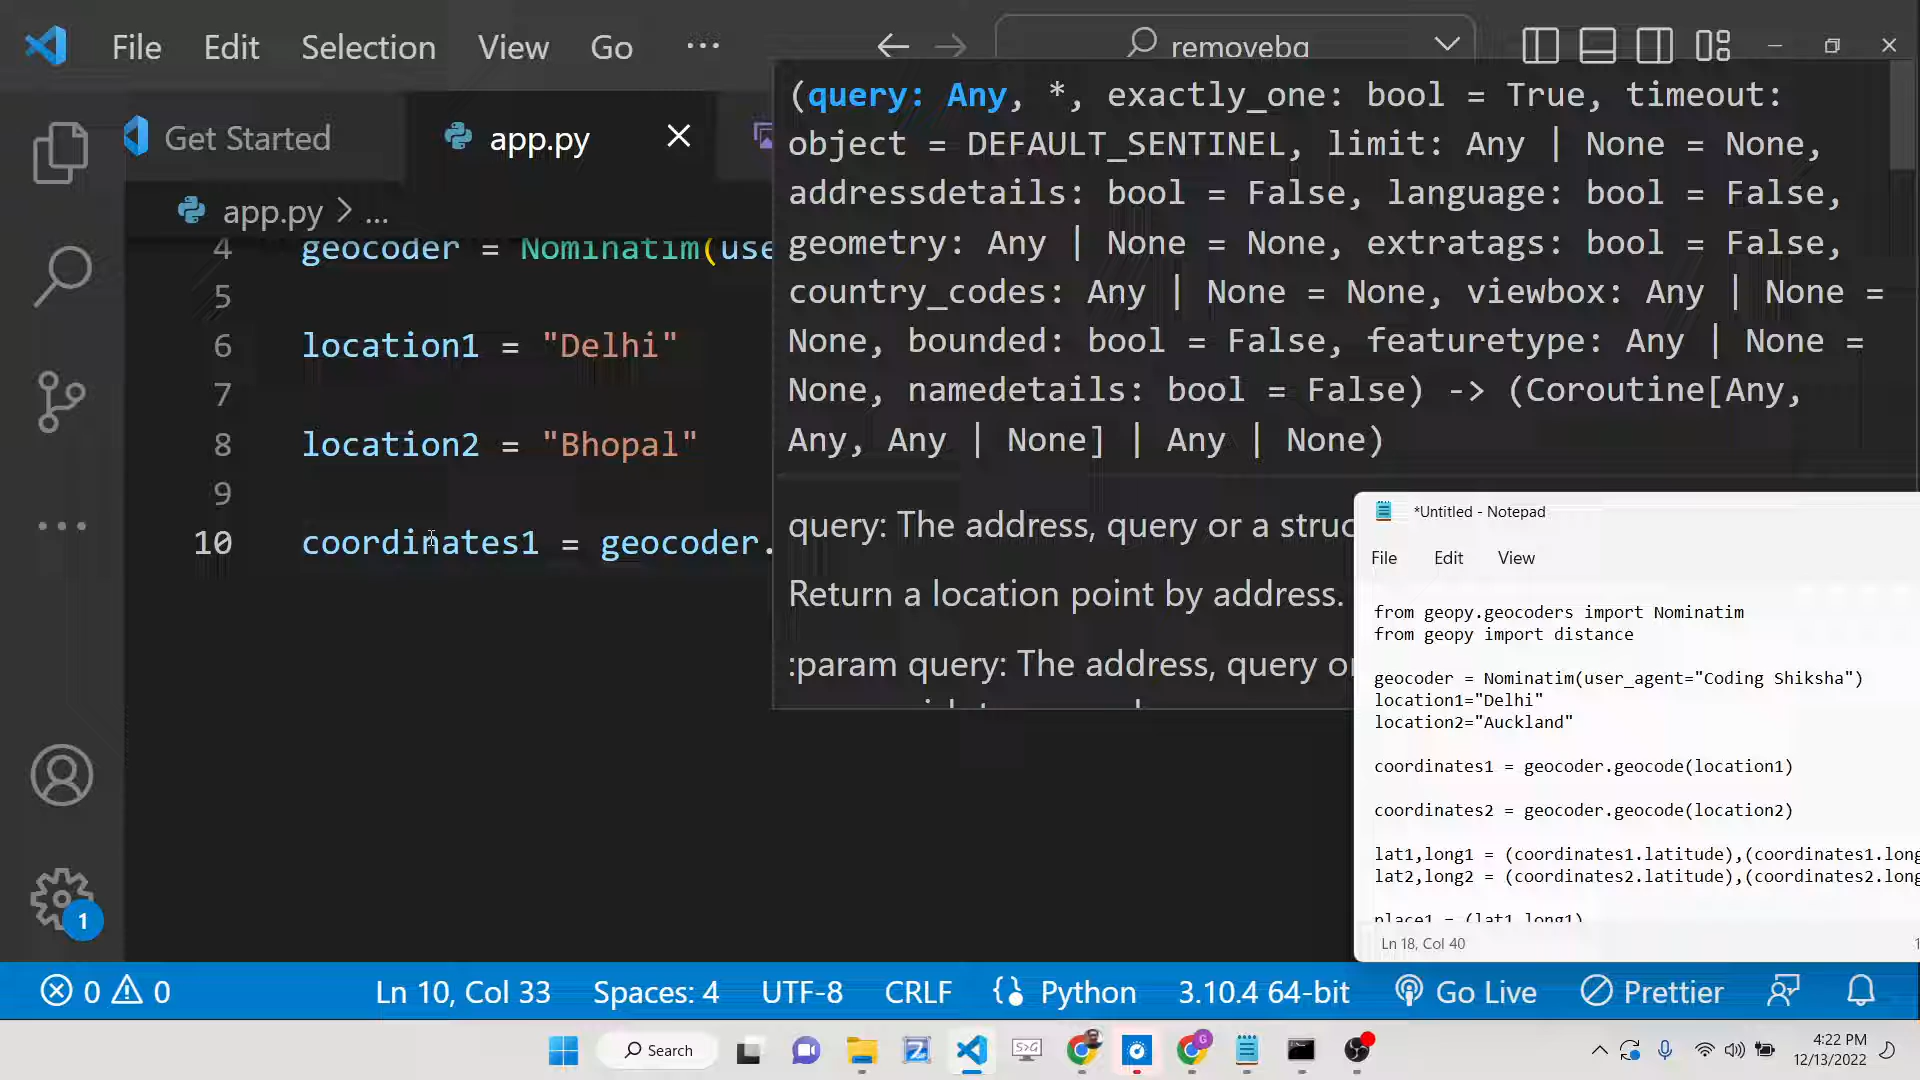 File Edit Selection View Go ...
removebg
Get Started
app.py
app.py > ...
4 geocoder = Nominatim(use
5
6 location1 = "Delhi"
7
8 location2 = "Bhopal"
9
10 coordinates1 = geocoder.
(query: Any, *, exactly_one: bool = True, timeout:
object = DEFAULT_SENTINEL, limit: Any | None = None,
addressdetails: bool = False, language: bool = False,
geometry: Any | None = None, extratags: bool = False,
country_codes: Any | None = None, viewbox: Any | None =
None, bounded: bool = False, featuretype: Any | None =
None, namedetails: bool = False) -> (Coroutine[Any,
Any, Any | None] | Any | None)
query: The address, query or a struc
Return a location point by address.
:param query: The address, query or
*Untitled - Notepad
File Edit View
from geopy.geocoders import Nominatim
from geopy import distance
geocoder = Nominatim(user_agent="Coding Shiksha")
location1="Delhi"
location2="Auckland"
coordinates1 = geocoder.geocode(location1)
coordinates2 = geocoder.geocode(location2)
lat1,long1 = (coordinates1.latitude),(coordinates1.long
lat2,long2 = (coordinates2.latitude),(coordinates2.long
place1 = (lat1,long1)
Ln 18, Col 40
1
0 0 Ln 10, Col 33 Spaces: 4 UTF-8 CRLF Python 3.10.4 64-bit Go Live Prettier
Search
4:22 PM
12/13/2022